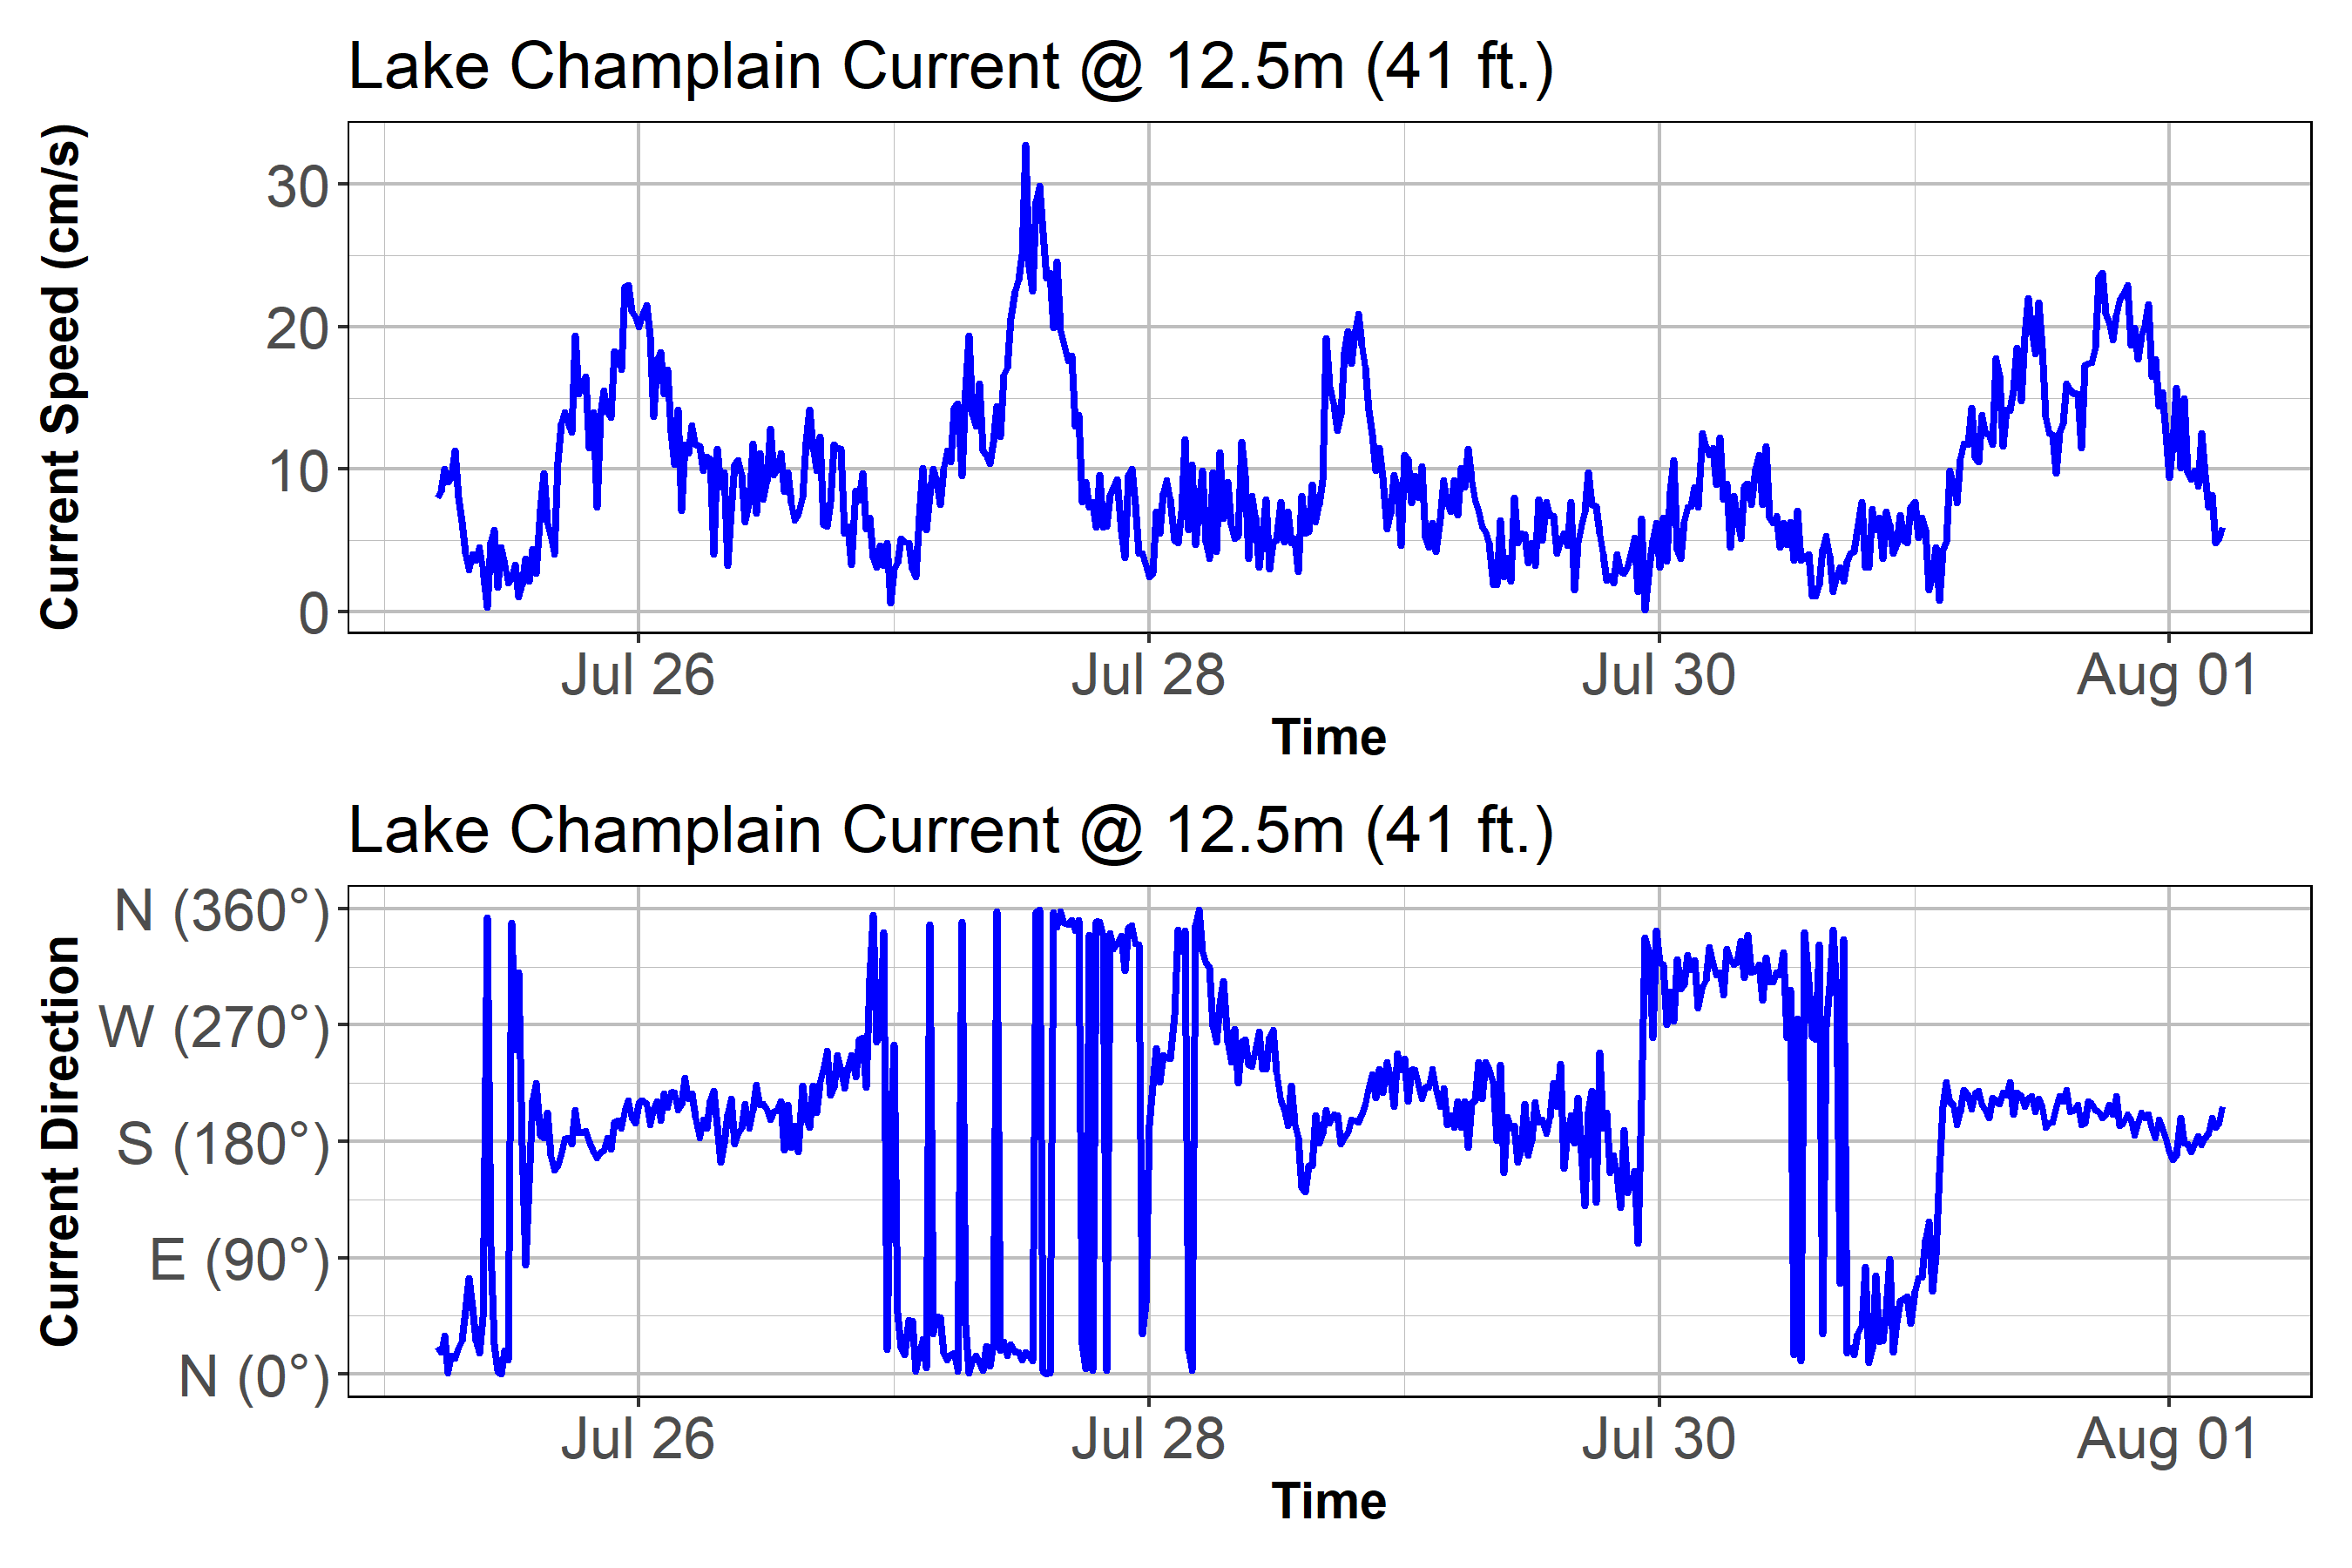 Lake Champlain Current @ 12.5m (41 ft.)
Current Speed (cm/s)
30
20
10
0
Jul 26 Jul 28 Jul 30 Aug 01
Time
Lake Champlain Current @ 12.5m (41 ft.)
Current Direction
N (360°)
W (270°)
S (180°)
E (90°)
N (0°)
Jul 26 Jul 28 Jul 30 Aug 01
Time